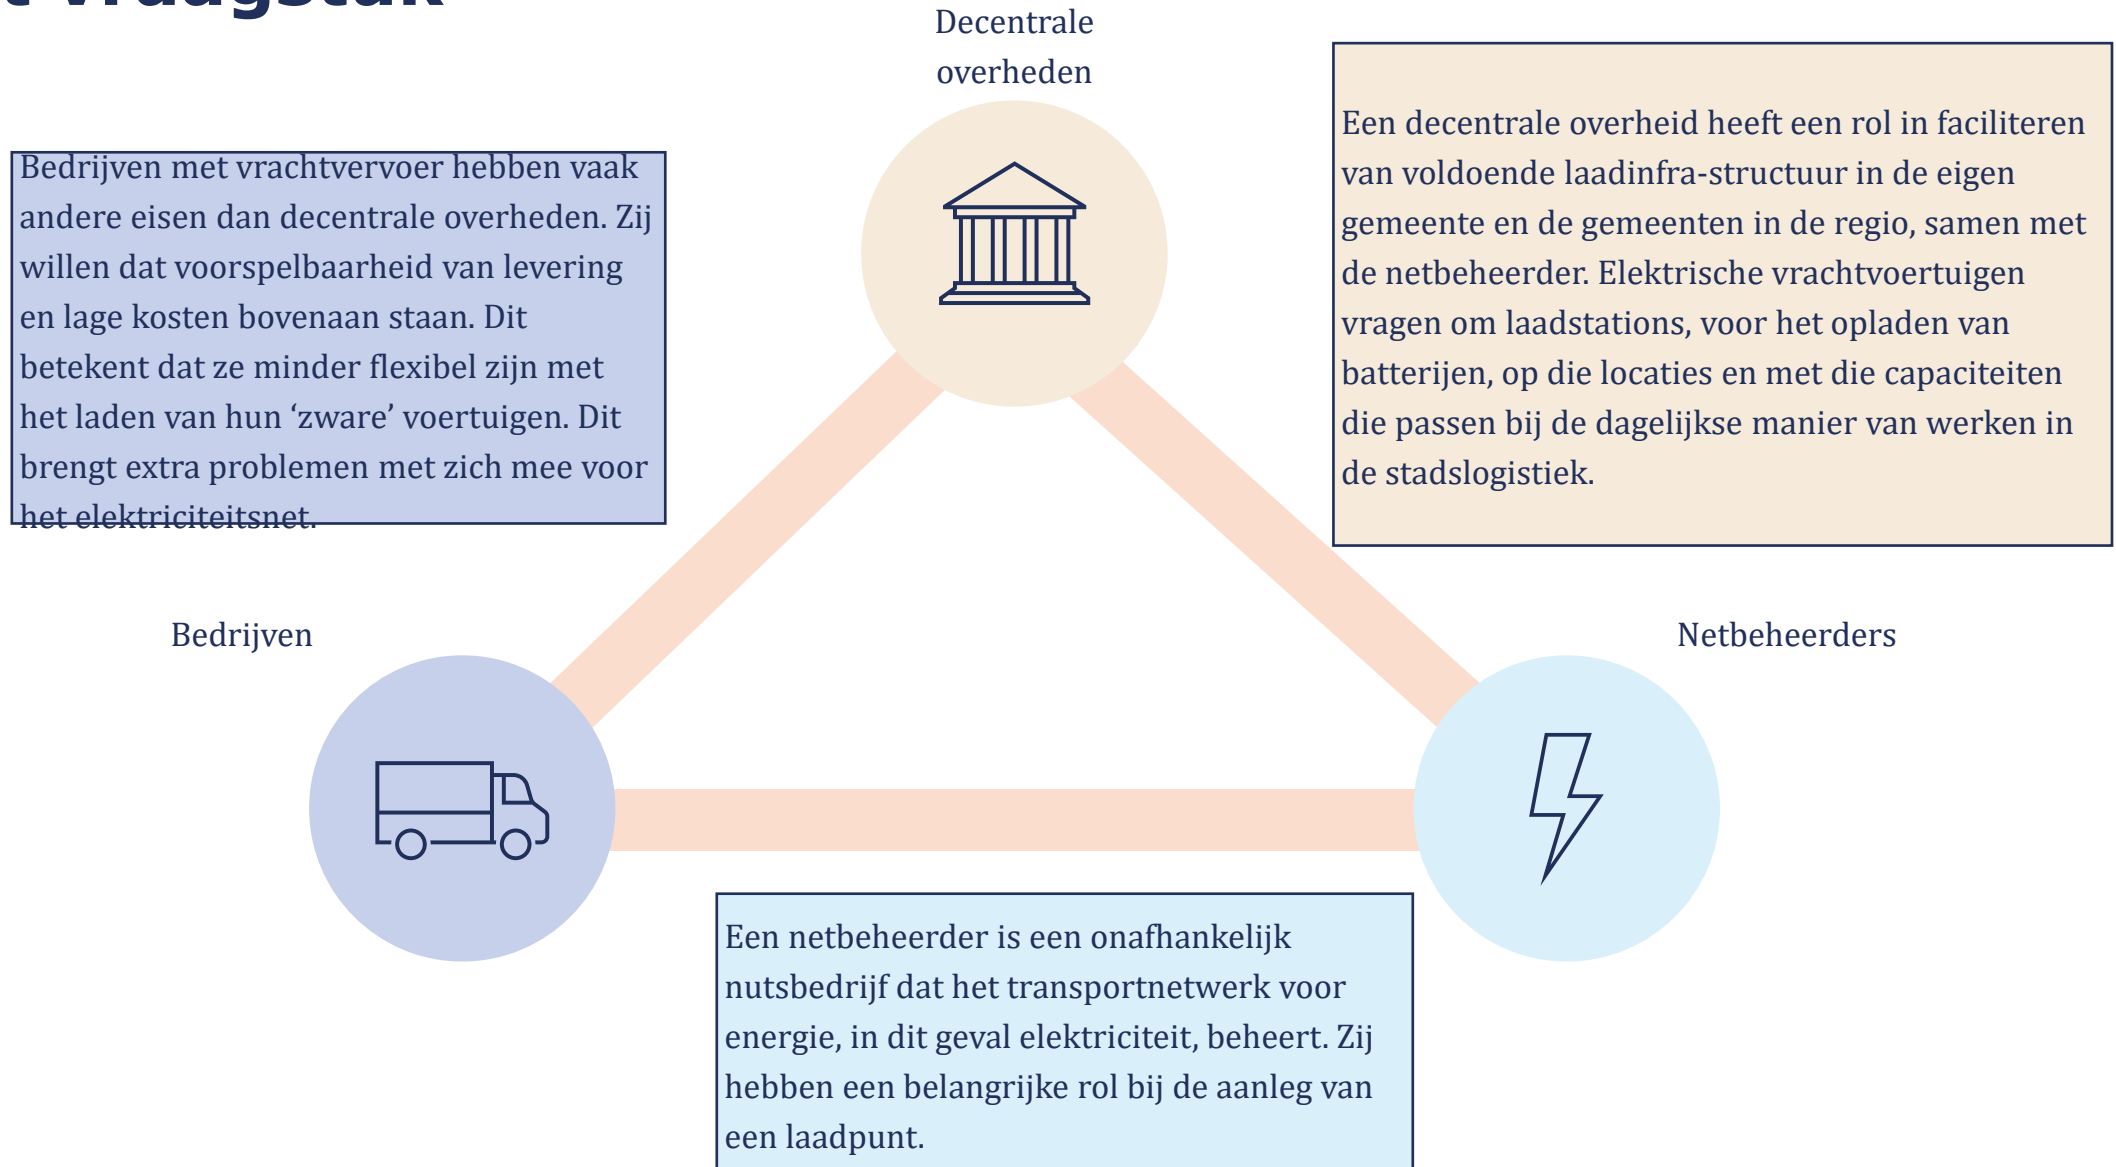 t vraagstuk
Decentrale
overheden
Bedrijven met vrachtvervoer hebben vaak
andere eisen dan decentrale overheden. Zij
willen dat voorspelbaarheid van levering
en lage kosten bovenaan staan. Dit
betekent dat ze minder flexibel zijn met
het laden van hun ‘zware’ voertuigen. Dit
brengt extra problemen met zich mee voor
het elektriciteitsnet.
Een decentrale overheid heeft een rol in faciliteren
van voldoende laadinfra-structuur in de eigen
gemeente en de gemeenten in de regio, samen met
de netbeheerder. Elektrische vrachtvoertuigen
vragen om laadstations, voor het opladen van
batterijen, op die locaties en met die capaciteiten
die passen bij de dagelijkse manier van werken in
de stadslogistiek.
Bedrijven
Netbeheerders
Een netbeheerder is een onafhankelijk
nutsbedrijf dat het transportnetwerk voor
energie, in dit geval elektriciteit, beheert. Zij
hebben een belangrijke rol bij de aanleg van
een laadpunt.